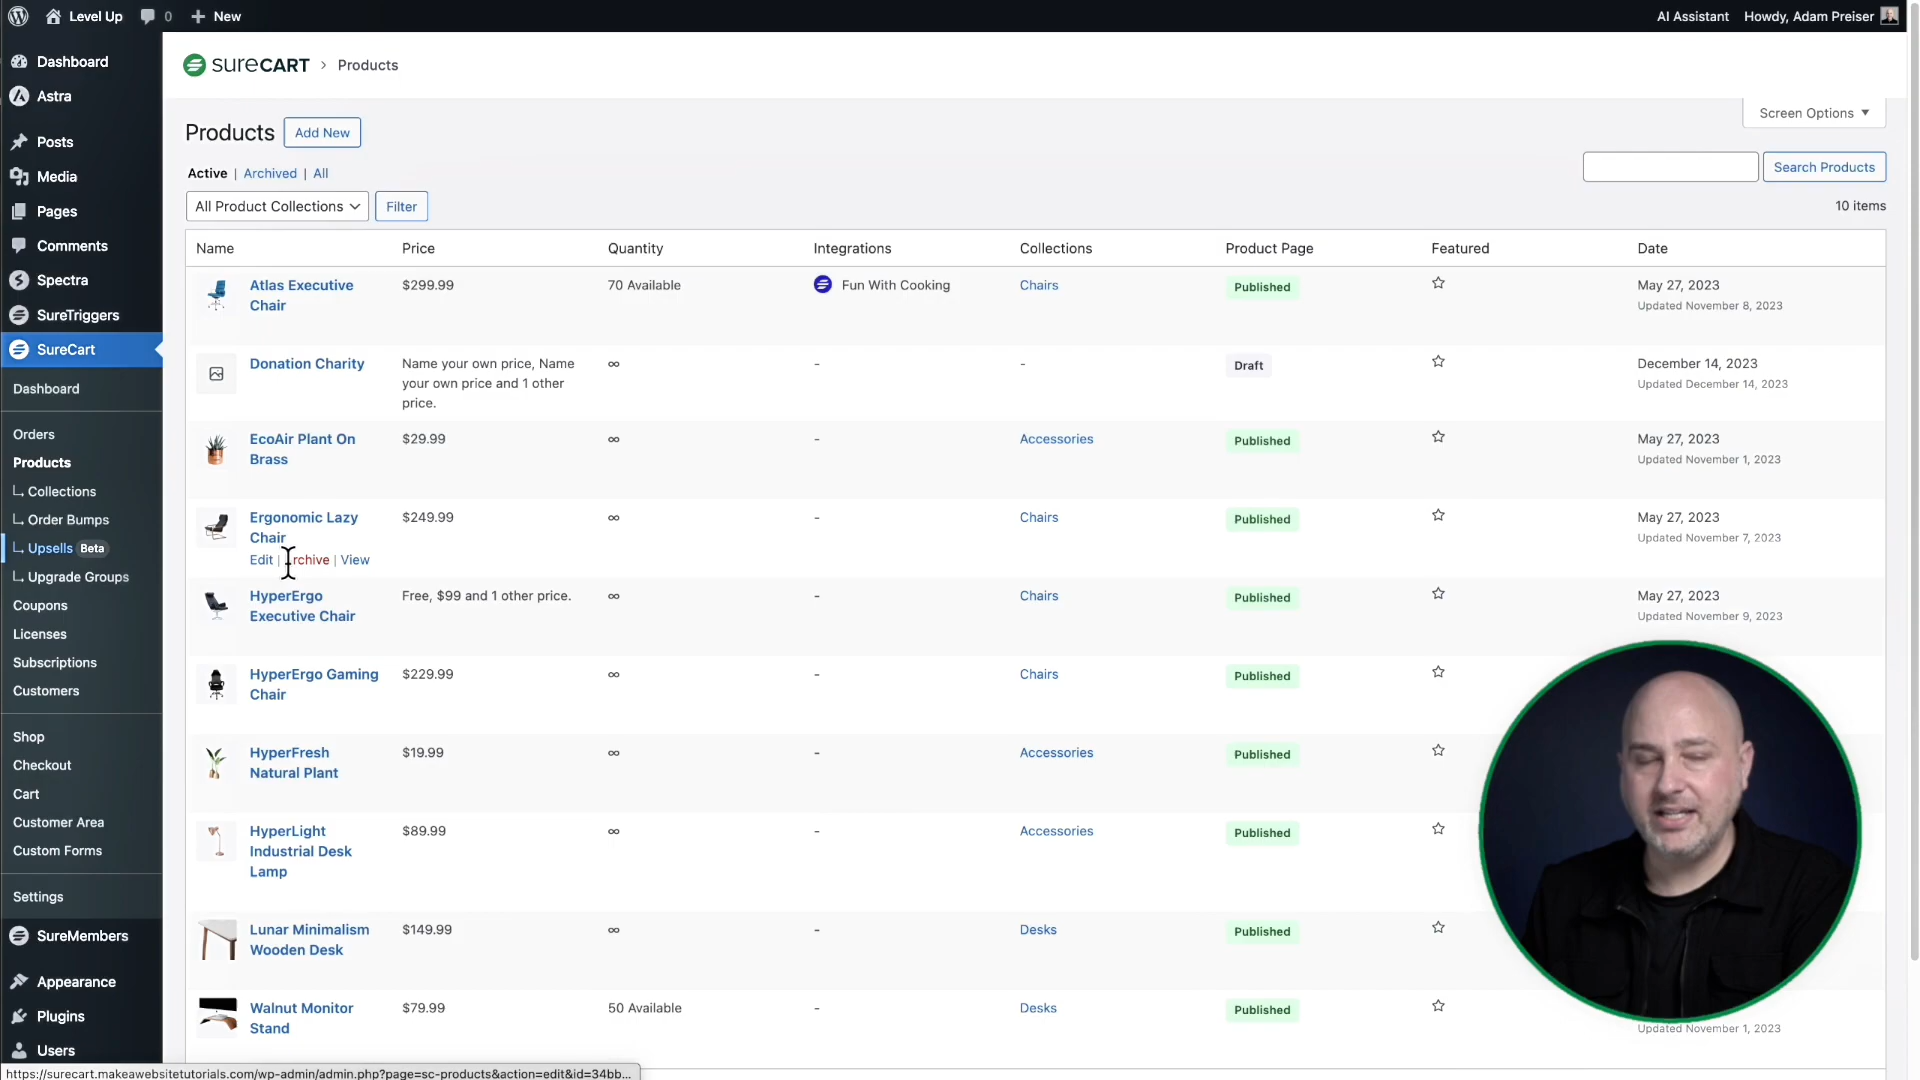 Level Up
0
New
AI Assistant
Howdy, Adam Preiser
Dashboard
Astra
Posts
Media
Pages
Comments
Spectra
SureTriggers
SureCart
Dashboard
Orders
Products
Collections
Order Bumps
Upsells Beta
Upgrade Groups
Coupons
Licenses
Subscriptions
Customers
Shop
Checkout
Cart
Customer Area
Custom Forms
Settings
SureMembers
Appearance
Plugins
Users
SURECART > Products
Screen Options
Products
Add New
Active | Archived | All
Search Products
All Product Collections
Filter
10 items
Name Price Quantity Integrations Collections Product Page Featured Date
Atlas Executive
Chair
$299.99
70 Available
Fun With Cooking
Chairs
Published
May 27, 2023
Updated November 8, 2023
Donation Charity
Name your own price, Name
your own price and 1 other
price.
∞
-
-
Draft
December 14, 2023
Updated December 14, 2023
EcoAir Plant On
Brass
$29.99
∞
-
Accessories
Published
May 27, 2023
Updated November 1, 2023
Ergonomic Lazy
Chair
Edit | Archive | View
$249.99
∞
-
Chairs
Published
May 27, 2023
Updated November 7, 2023
HyperErgo
Executive Chair
Free, $99 and 1 other price.
∞
-
Chairs
Published
May 27, 2023
Updated November 9, 2023
HyperErgo Gaming
Chair
$229.99
∞
-
Chairs
Published
HyperFresh
Natural Plant
$19.99
∞
-
Accessories
Published
HyperLight
Industrial Desk
Lamp
$89.99
∞
-
Accessories
Published
Lunar Minimalism
Wooden Desk
$149.99
∞
-
Desks
Published
Walnut Monitor
Stand
$79.99
50 Available
-
Desks
Published
Updated November 1, 2023
https://surecart.makeawebsitetutorials.com/wp-admin/admin.php?page=sc-products&action=edit&id=34bb...